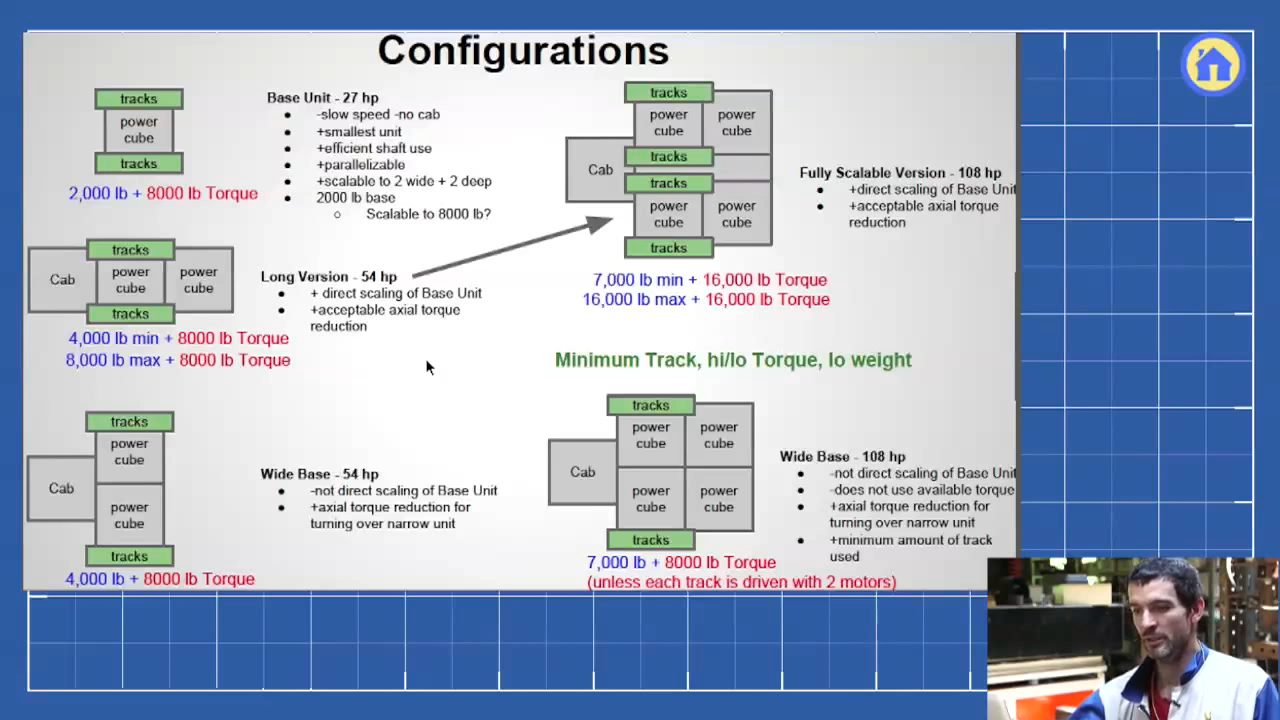 Configurations
tracks
power
cube
tracks
2,000 lb + 8000 lb Torque
Base Unit - 27 hp
-slow speed -no cab
+smallest unit
+efficient shaft use
+parallelizable
+scalable to 2 wide + 2 deep
2000 lb base
Scalable to 8000 lb?
Cab
tracks
power
cube
power
cube
tracks
4,000 lb min + 8000 lb Torque
8,000 lb max + 8000 lb Torque
Long Version - 54 hp
+ direct scaling of Base Unit
+acceptable axial torque
reduction
Cab
tracks
power
cube
power
cube
tracks
4,000 lb + 8000 lb Torque
Wide Base - 54 hp
-not direct scaling of Base Unit
+axial torque reduction for
turning over narrow unit
Cab
tracks
power
cube
power
cube
tracks
tracks
power
cube
power
cube
tracks
7,000 lb min + 16,000 lb Torque
16,000 lb max + 16,000 lb Torque
Fully Scalable Version - 108 hp
+direct scaling of Base Unit
+acceptable axial torque
reduction
Minimum Track, hi/lo Torque, lo weight
Cab
tracks
power
cube
power
cube
power
cube
power
cube
tracks
7,000 lb + 8000 lb Torque
(unless each track is driven with 2 motors)
Wide Base - 108 hp
-not direct scaling of Base Unit
-does not use available torque
+axial torque reduction for
turning over narrow unit
+minimum amount of track
used